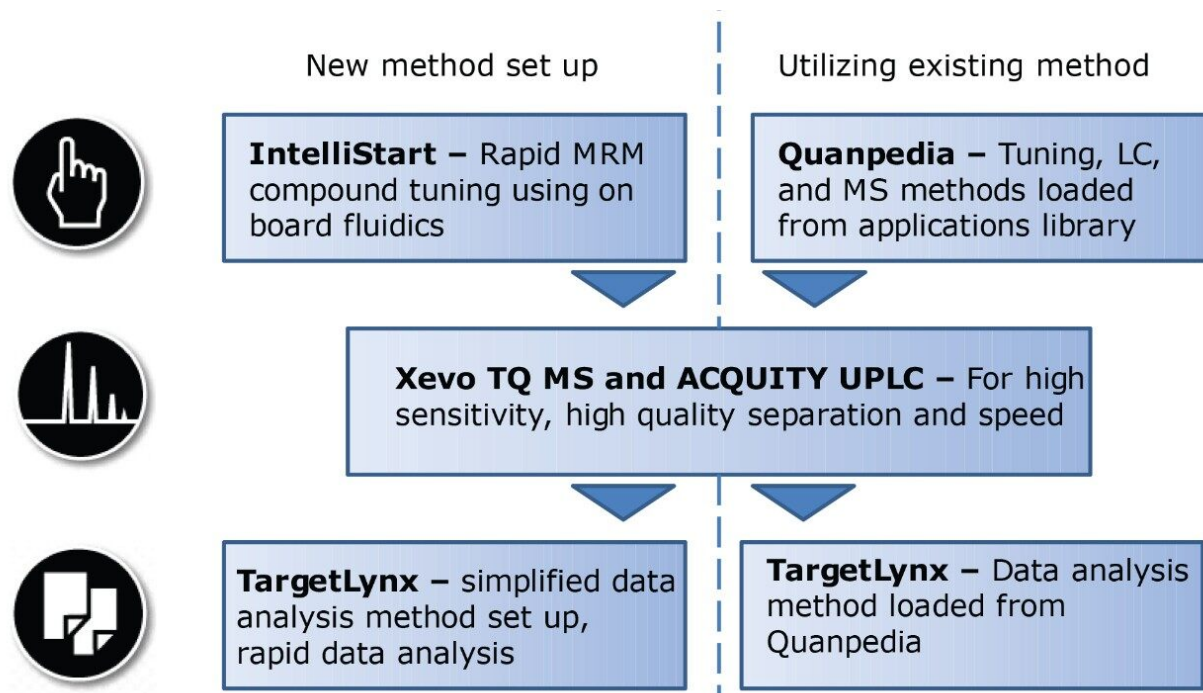 New method set up
Utilizing existing method
IntelliStart – Rapid MRM
compound tuning using on
board fluidics
Quanpedia – Tuning, LC,
and MS methods loaded
from applications library
Xevo TQ MS and ACQUITY UPLC – For high
sensitivity, high quality separation and speed
TargetLynx – simplified data
analysis method set up,
rapid data analysis
TargetLynx – Data analysis
method loaded from
Quanpedia